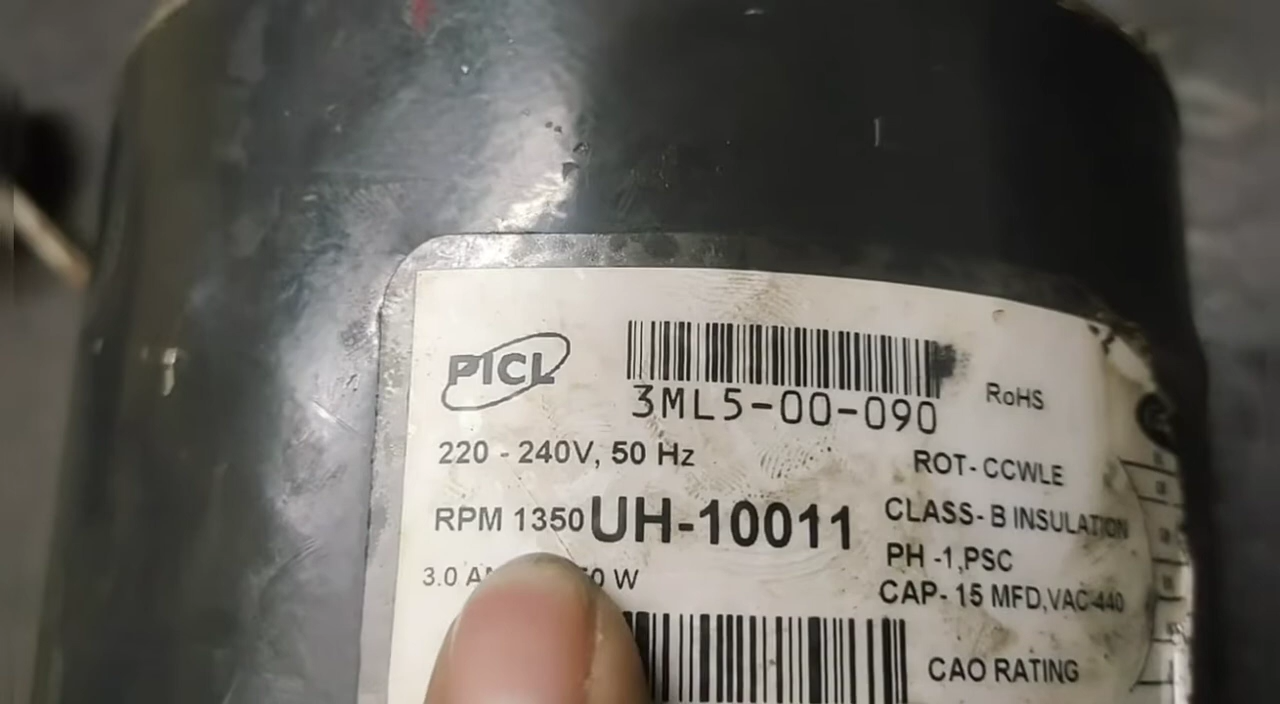 PICL
3ML5-00-090
RoHS
220 - 240V, 50 Hz
ROT- CCWLE
RPM 1350 UH-10011
CLASS- B INSULATION
3.0 W
PH -1,PSC
CAP- 15 MFD,VAC-440
CAO RATING